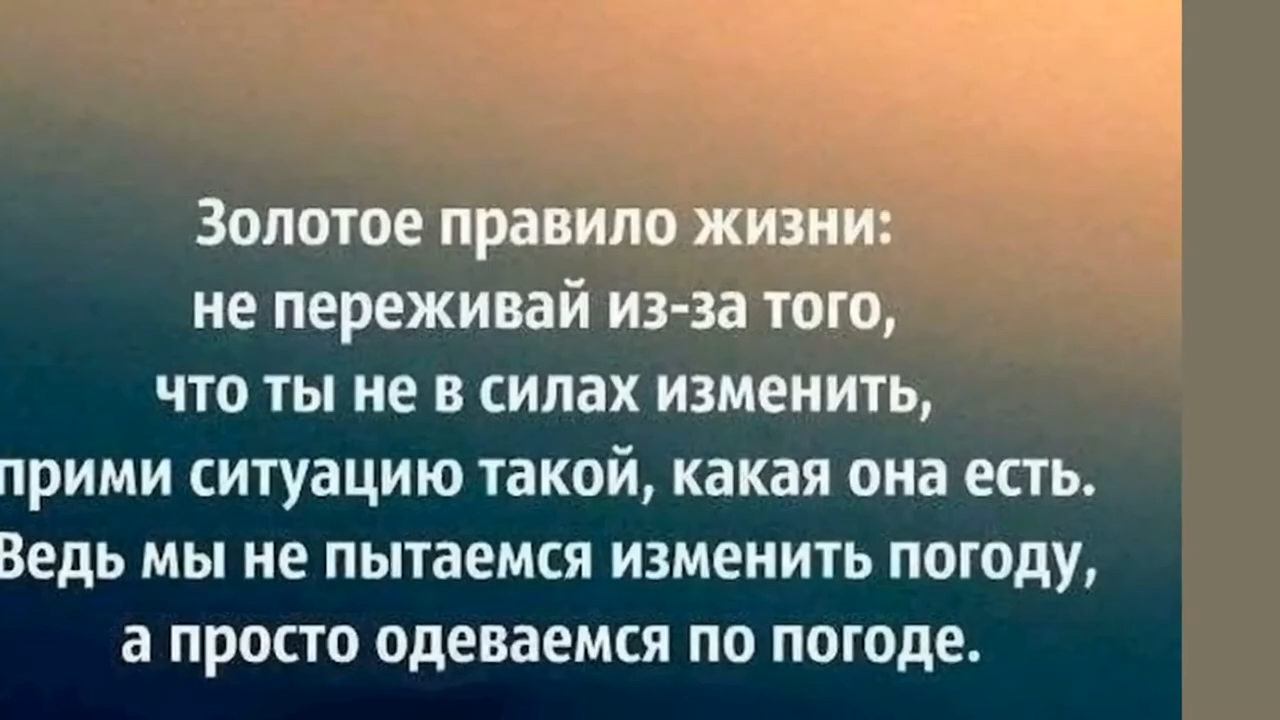 Золотое правило жизни:
не переживай из-за того,
что ты не в силах изменить,
прими ситуацию такой, какая она есть.
Ведь мы не пытаемся изменить погоду,
а просто одеваемся по погоде.